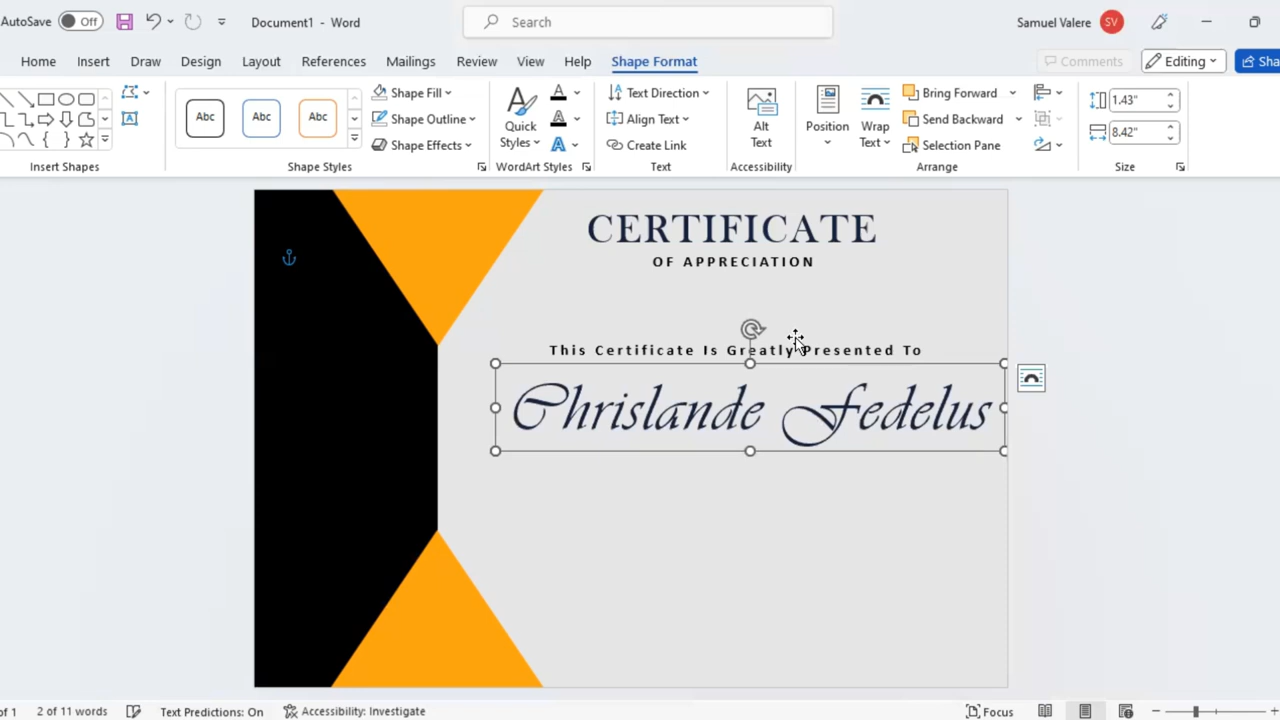 AutoSave Off Document1 - Word Search Samuel Valere SV
Home Insert Draw Design Layout References Mailings Review View Help Shape Format Comments Editing Sha
Abc Abc Abc
Shape Fill
Shape Outline
Shape Effects
Quick Styles
A
A
A
Text Direction
Align Text
Create Link
Alt Text
Position
Wrap Text
Bring Forward
Send Backward
Selection Pane
1.43"
8.42"
Insert Shapes Shape Styles WordArt Styles Text Accessibility Arrange Size
CERTIFICATE
OF APPRECIATION
This Certificate Is Greatly Presented To
Chrislande Fedelus
of 1 2 of 11 words Text Predictions: On Accessibility: Investigate Focus